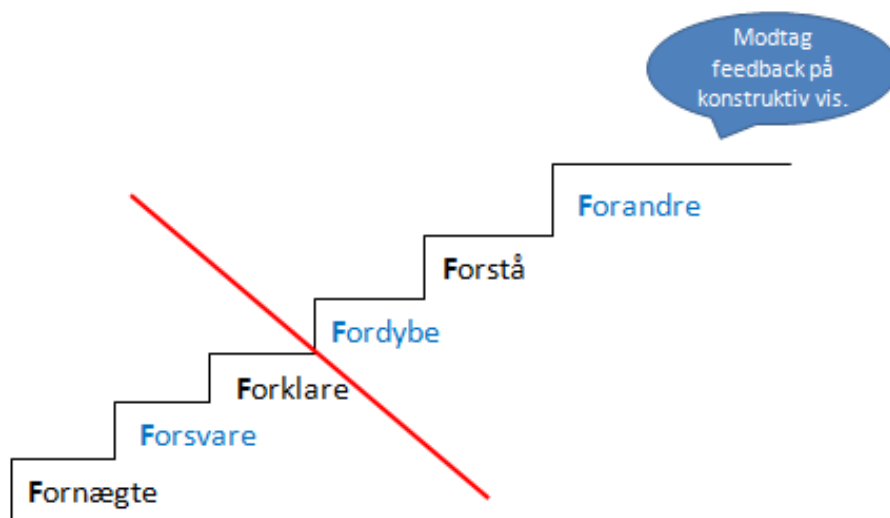 Modtag
feedback på
konstruktiv vis.
Forandre
Forstå
Fordybe
Forklare
Forsvare
Fornægte